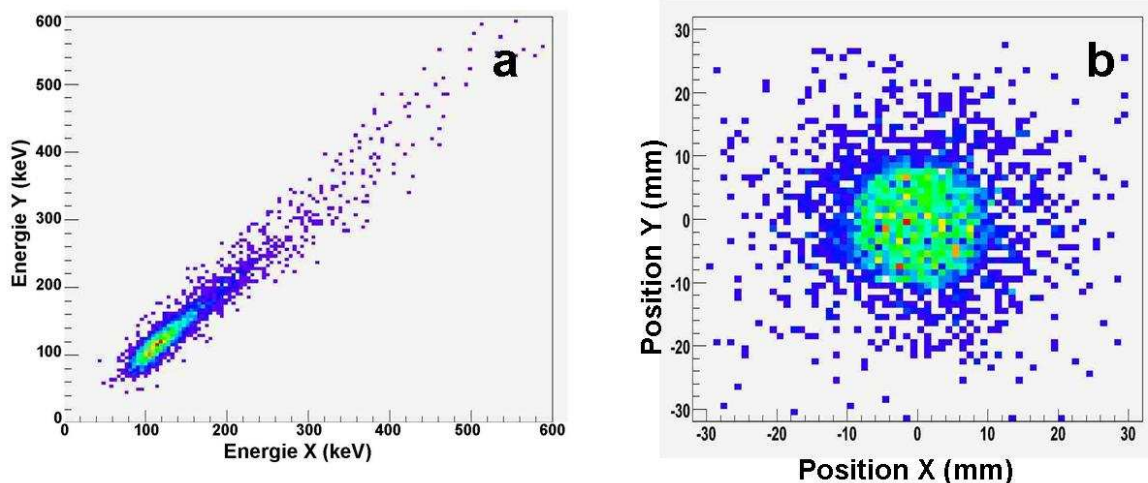 a
600
500
400
300
200
100
0
Energie Y (keV)
0 100 200 300 400 500 600
Energie X (keV)
b
30
20
10
0
-10
-20
-30
Position Y (mm)
-30 -20 -10 0 10 20 30
Position X (mm)